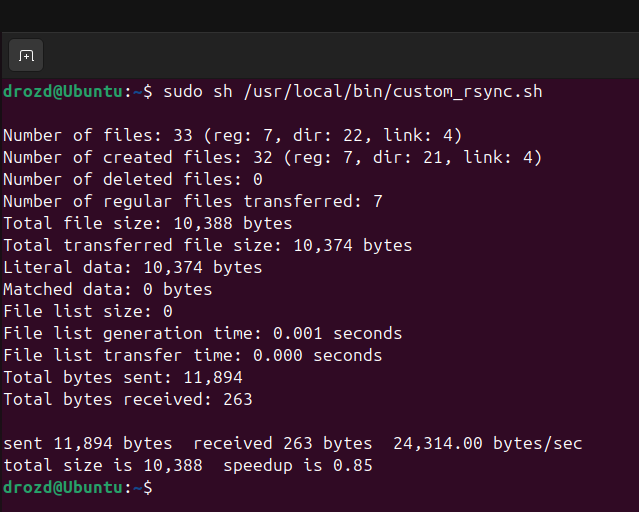 drozd@Ubuntu:~$ sudo sh /usr/local/bin/custom_rsync.sh
Number of files: 33 (reg: 7, dir: 22, link: 4)
Number of created files: 32 (reg: 7, dir: 21, link: 4)
Number of deleted files: 0
Number of regular files transferred: 7
Total file size: 10,388 bytes
Total transferred file size: 10,374 bytes
Literal data: 10,374 bytes
Matched data: 0 bytes
File list size: 0
File list generation time: 0.001 seconds
File list transfer time: 0.000 seconds
Total bytes sent: 11,894
Total bytes received: 263
sent 11,894 bytes  received 263 bytes  24,314.00 bytes/sec
total size is 10,388  speedup is 0.85
drozd@Ubuntu:~$